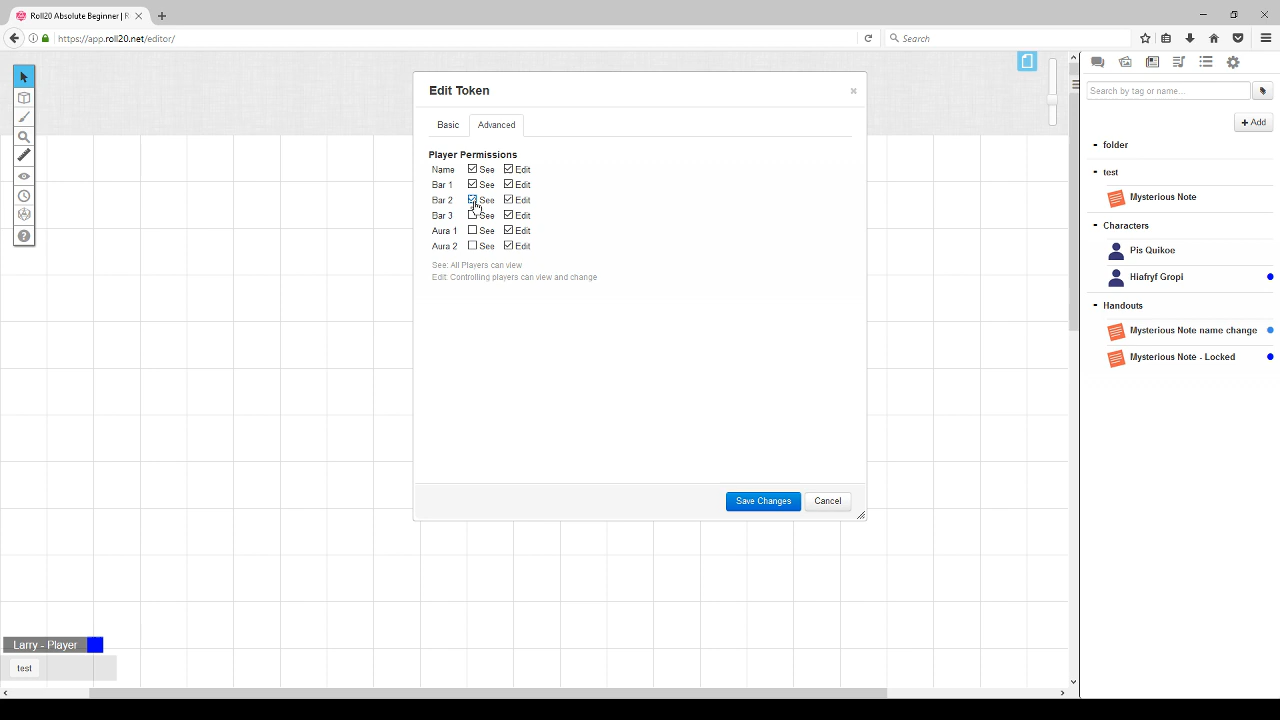 Roll20 Absolute Beginner | R
https://app.roll20.net/editor/
Search
Edit Token
Basic
Advanced
Player Permissions
Name See Edit
Bar 1 See Edit
Bar 2 See Edit
Bar 3 See Edit
Aura 1 See Edit
Aura 2 See Edit
See: All Players can view
Edit: Controlling players can view and change
Save Changes
Cancel
Search by tag or name...
+ Add
folder
test
Mysterious Note
Characters
Pis Quikoe
Hiafryf Gropi
Handouts
Mysterious Note name change
Mysterious Note - Locked
Larry - Player
test